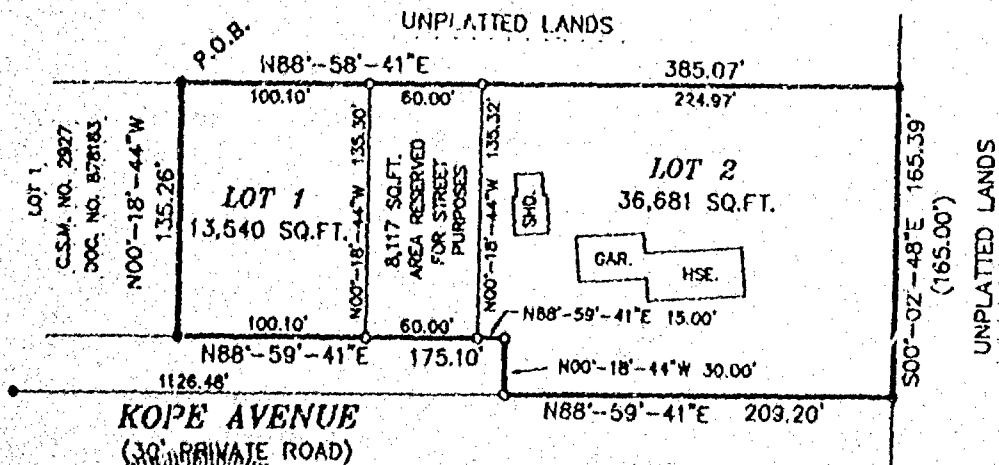 UNPLATTED LANDS
P.O.B.
N88°-58'-41"E
385.07'
100.10'
60.00'
224.97'
LOT 1
C.S.M. NO. 2927
DOC. NO. 878183
N00°-18'-44"W
135.26'
LOT 1
13,540 SQ.FT.
N00°-18'-44"W 135.30'
8,117 SQ.FT.
AREA RESERVED
FOR STREET
PURPOSES
N00°-18'-44"W 135.32'
SHD.
LOT 2
36,681 SQ.FT.
GAR.
HSE.
S00°-02'-48"E 165.39'
(165.00')
UNPLATTED LANDS
100.10'
60.00'
N88°-59'-41"E 15.00'
N88°-59'-41"E 175.10'
N00°-18'-44"W 30.00'
1126.48'
N88°-59'-41"E 209.20'
KOPE AVENUE
(30' PRIVATE ROAD)